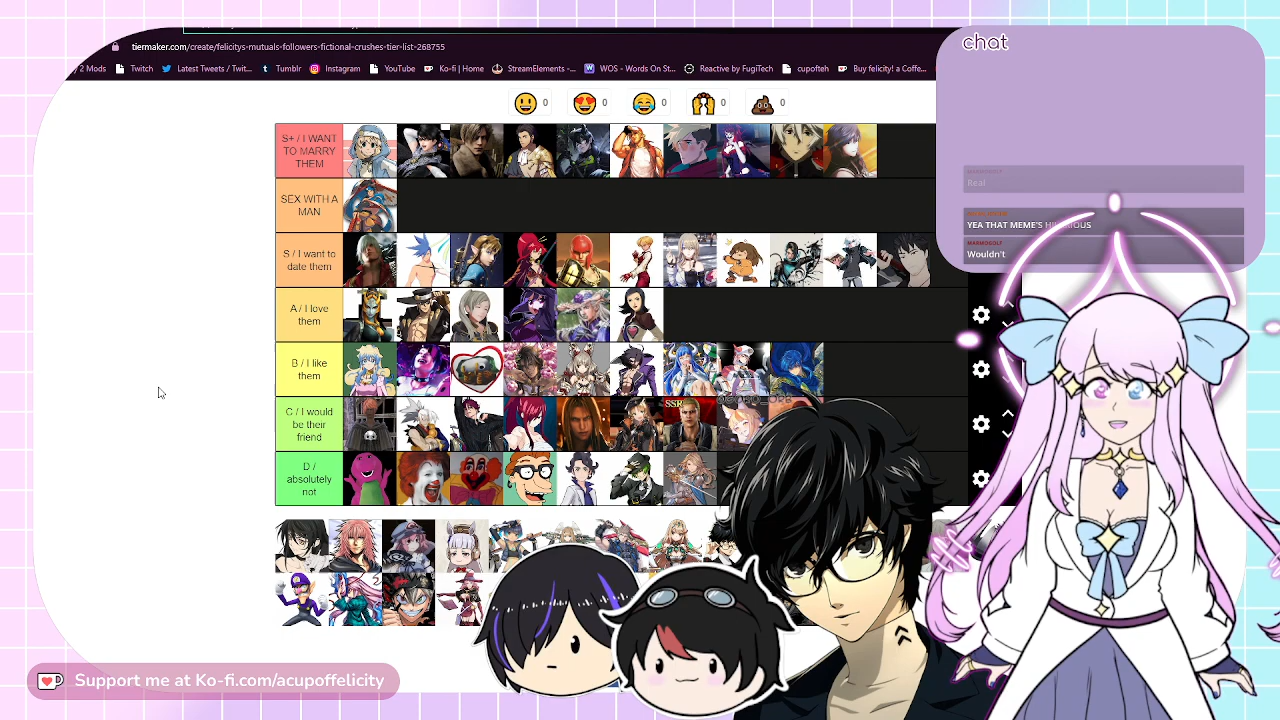 tiermaker.com/create/felicitys-mutuals-followers-fictional-crushes-tier-list-268755
/ 2 Mods Twitch Latest Tweets / Twit... Tumblr Instagram YouTube Ko-fi | Home StreamElements -... WOS - Words On St... Reactive by FugiTech cupofteh Buy felicity! a Coffe...
chat
0 0 0 0 0
S+ / I WANT
TO MARRY
THEM
Real
SEX WITH A
MAN
YEA THAT MEME'S HILARIOUS
MARMOGOLF
Wouldn't
S / I want to
date them
A / I love
them
B / I like
them
C / I would
be their
friend
SSR
D /
absolutely
not
Support me at Ko-fi.com/acupoffelicity